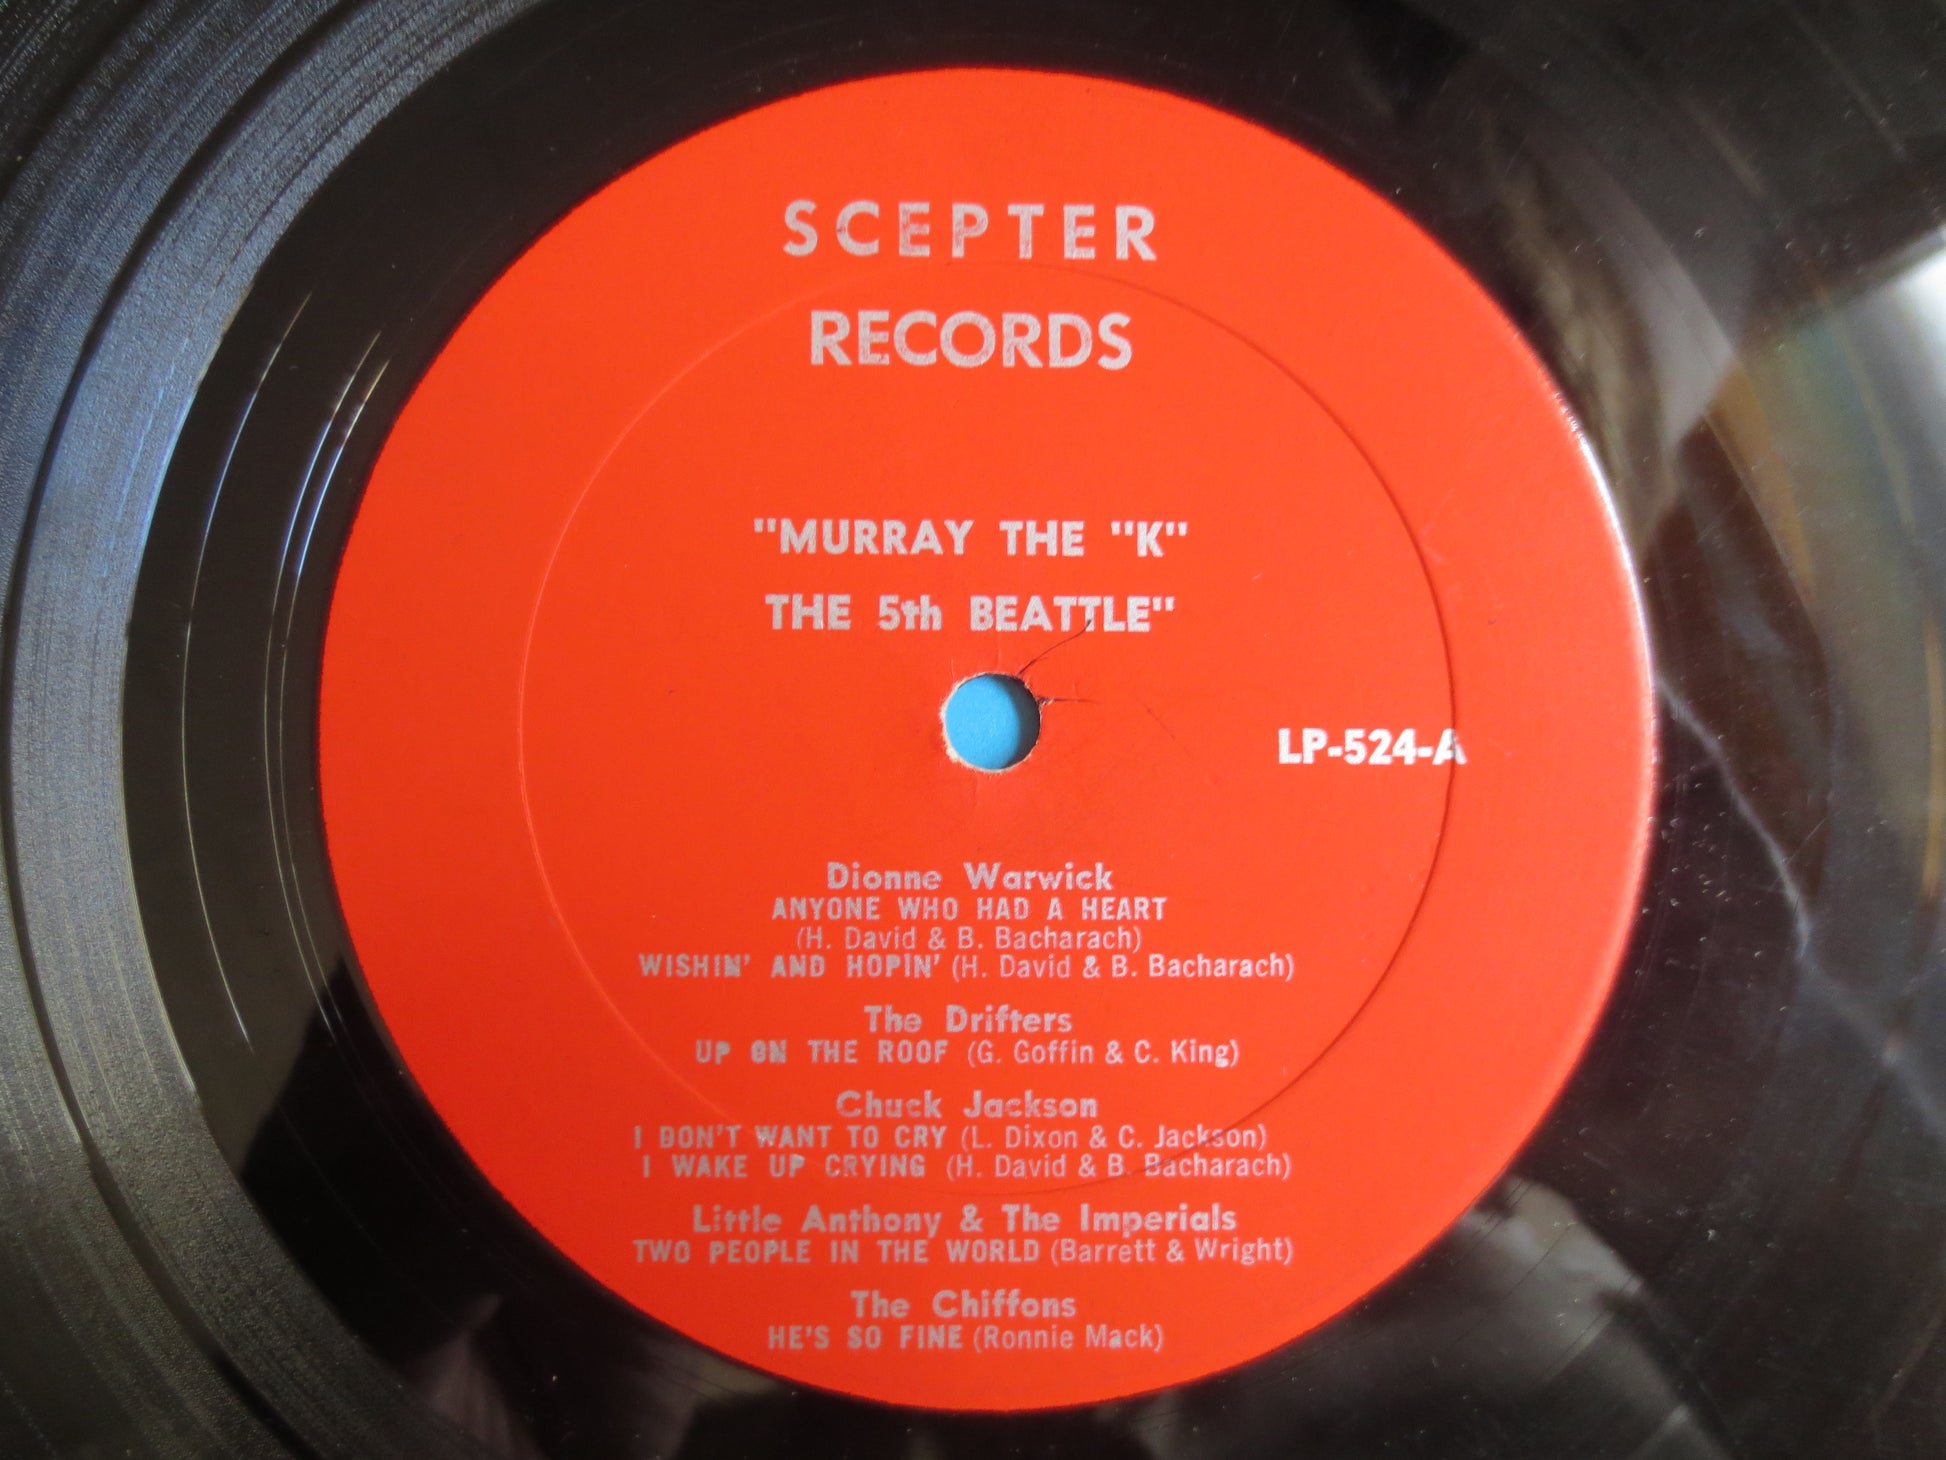 SCEPTER
RECORDS
"MURRAY THE "K"
THE 5th BEATTLE"
LP-524-A
Dionne Warwick
ANYONE WHO HAD A HEART
(H. David & B. Bacharach)
WISHIN' AND HOPIN' (H. David & B. Bacharach)
The Drifters
UP ON THE ROOF (G. Goffin & C. King)
Chuck Jackson
I DON'T WANT TO CRY (L. Dixon & C. Jackson)
I WAKE UP CRYING (H. David & B. Bacharach)
Little Anthony & The Imperials
TWO PEOPLE IN THE WORLD (Barrett & Wright)
The Chiffons
HE'S SO FINE (Ronnie Mack)